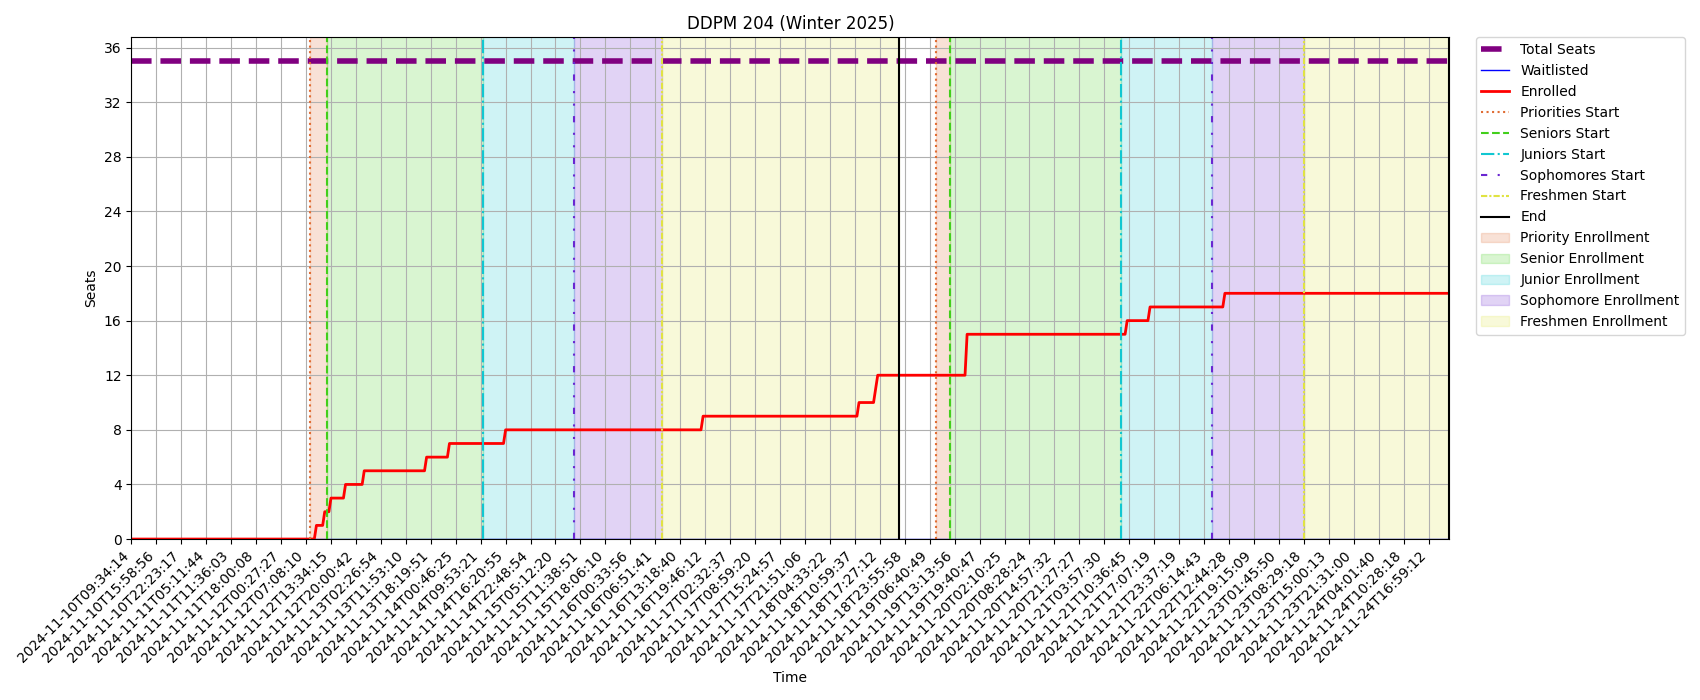 DDPM 204 (Winter 2025)
Seats
36
32
28
24
20
16
12
8
4
0
2024-11-10T09:34:14
2024-11-10T15:58:56
2024-11-10T22:23:17
2024-11-11T05:11:44
2024-11-11T11:36:03
2024-11-11T18:00:08
2024-11-12T00:27:27
2024-11-12T07:08:10
2024-11-12T13:34:15
2024-11-12T20:00:42
2024-11-13T02:26:54
2024-11-13T11:53:10
2024-11-13T18:19:51
2024-11-14T00:46:25
2024-11-14T09:53:21
2024-11-14T16:20:55
2024-11-14T22:48:54
2024-11-15T05:12:20
2024-11-15T11:38:51
2024-11-15T18:06:10
2024-11-16T00:33:56
2024-11-16T06:51:47
2024-11-16T13:18:40
2024-11-16T19:46:12
2024-11-17T02:32:37
2024-11-17T08:59:20
2024-11-17T15:24:57
2024-11-17T21:51:06
2024-11-18T04:33:22
2024-11-18T10:59:37
2024-11-18T17:27:12
2024-11-18T23:55:58
2024-11-19T06:40:49
2024-11-19T13:13:56
2024-11-19T19:40:47
2024-11-20T02:10:25
2024-11-20T08:28:24
2024-11-20T14:57:32
2024-11-20T21:27:27
2024-11-21T03:57:30
2024-11-21T10:36:45
2024-11-21T17:07:19
2024-11-21T23:37:19
2024-11-22T06:14:43
2024-11-22T12:44:28
2024-11-22T19:15:09
2024-11-23T01:45:50
2024-11-23T08:29:18
2024-11-23T15:00:13
2024-11-23T21:31:00
2024-11-24T04:01:40
2024-11-24T10:28:18
2024-11-24T16:59:12
Time
Total Seats
Waitlisted
Enrolled
Priorities Start
Seniors Start
Juniors Start
Sophomores Start
Freshmen Start
End
Priority Enrollment
Senior Enrollment
Junior Enrollment
Sophomore Enrollment
Freshmen Enrollment